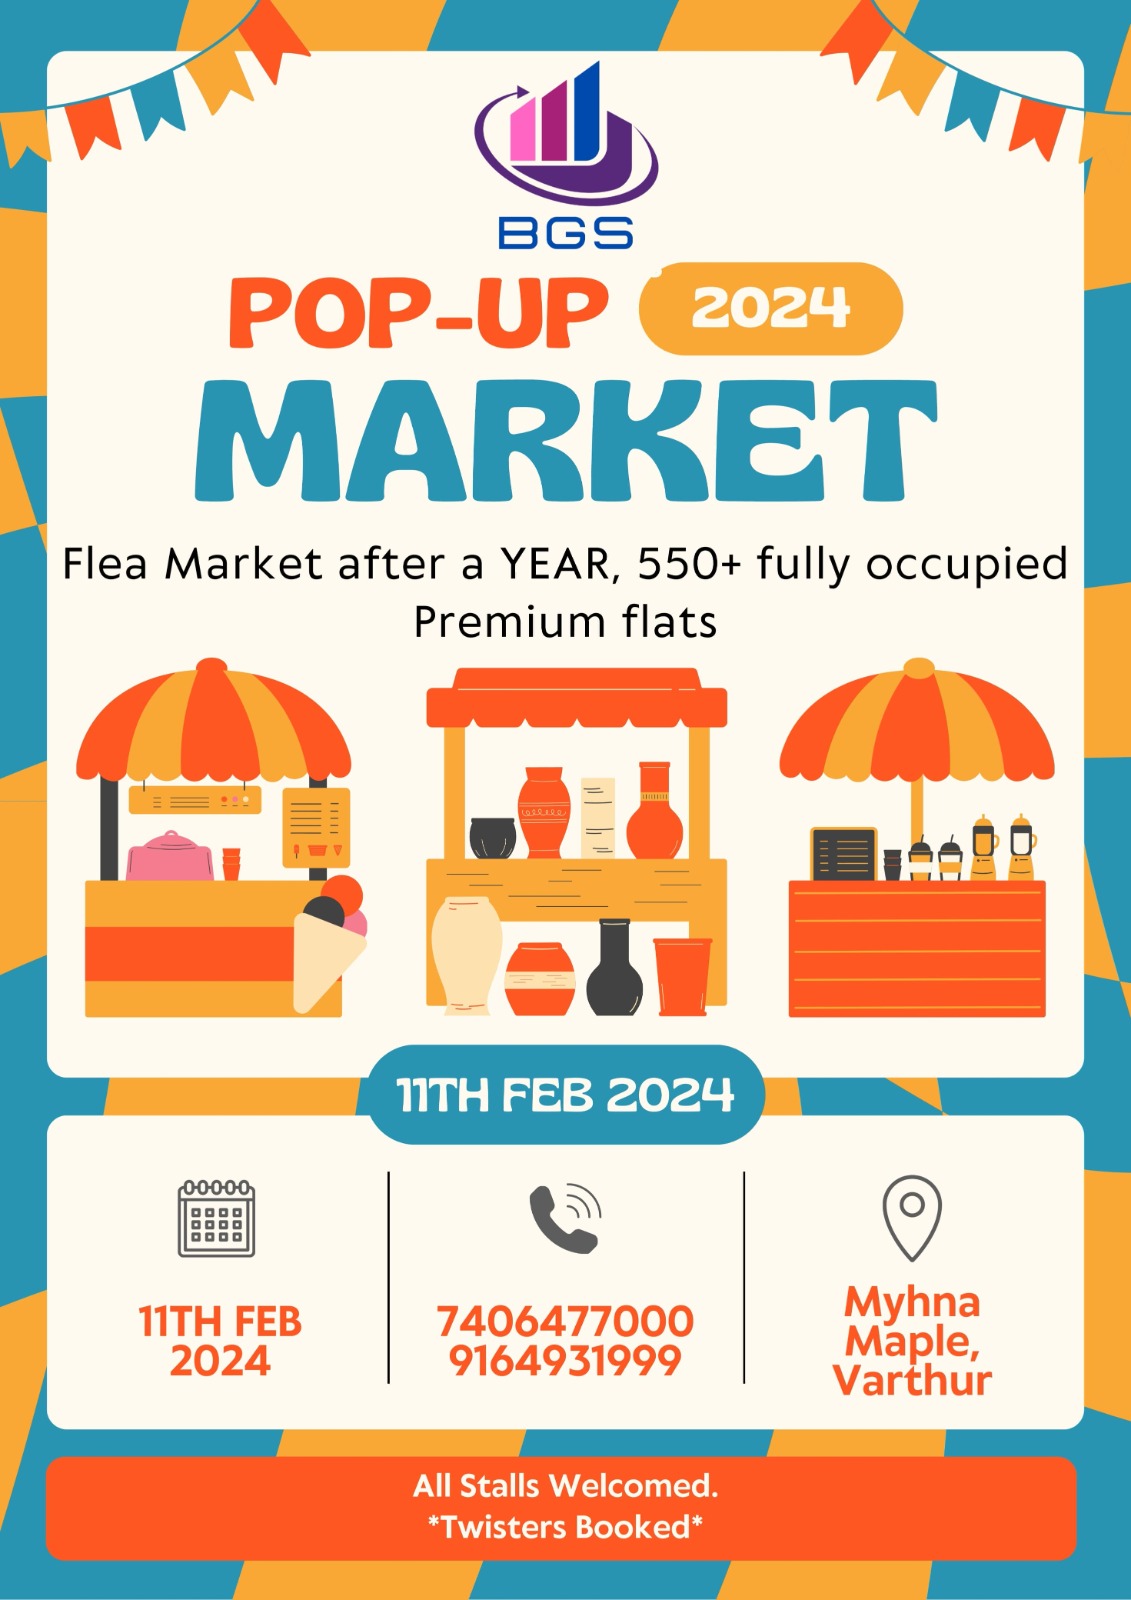 BGS
POP-UP 2024
MARKET
Flea Market after a YEAR, 550+ fully occupied
Premium flats
11TH FEB 2024
11TH FEB
2024
7406477000
9164931999
Myhna
Maple,
Varthur
All Stalls Welcomed.
*Twisters Booked*